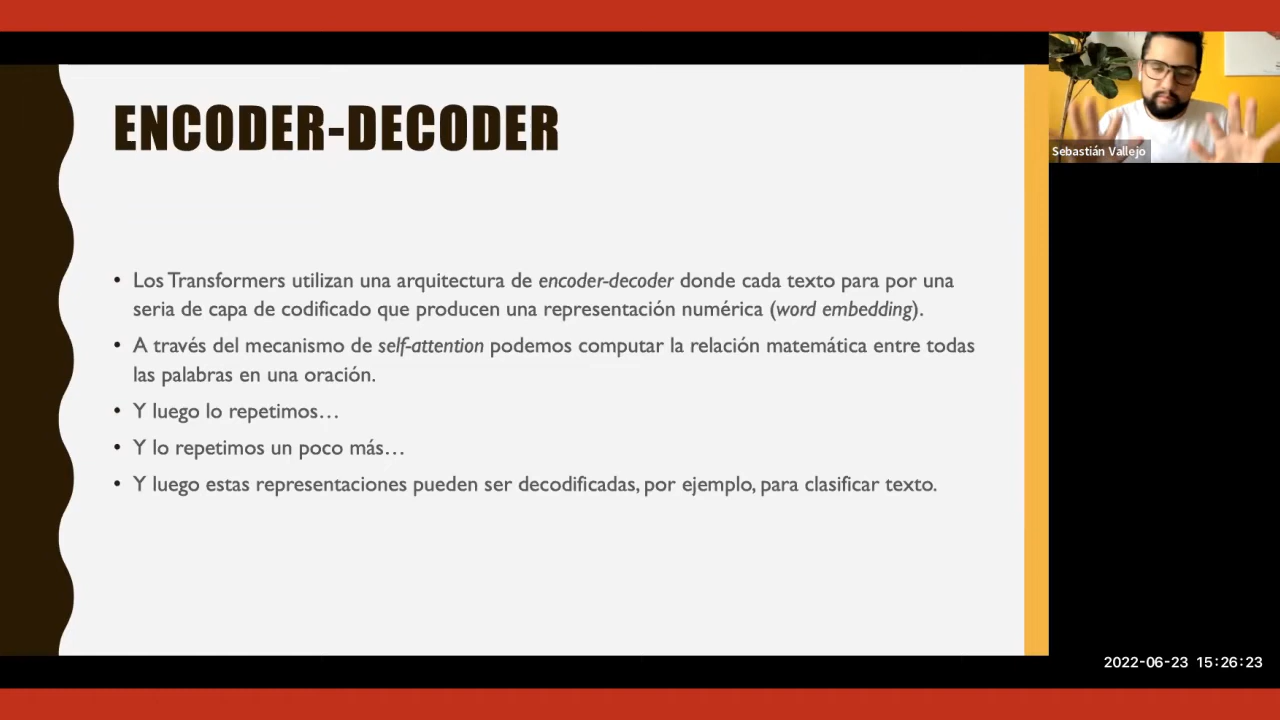 ENCODER-DECODER
• Los Transformers utilizan una arquitectura de encoder-decoder donde cada texto para por una
seria de capa de codificado que producen una representación numérica (word embedding).
• A través del mecanismo de self-attention podemos computar la relación matemática entre todas
las palabras en una oración.
• Y luego lo repetimos…
• Y lo repetimos un poco más…
• Y luego estas representaciones pueden ser decodificadas, por ejemplo, para clasificar texto.
Sebastián Vallejo
2022-06-23 15:26:23